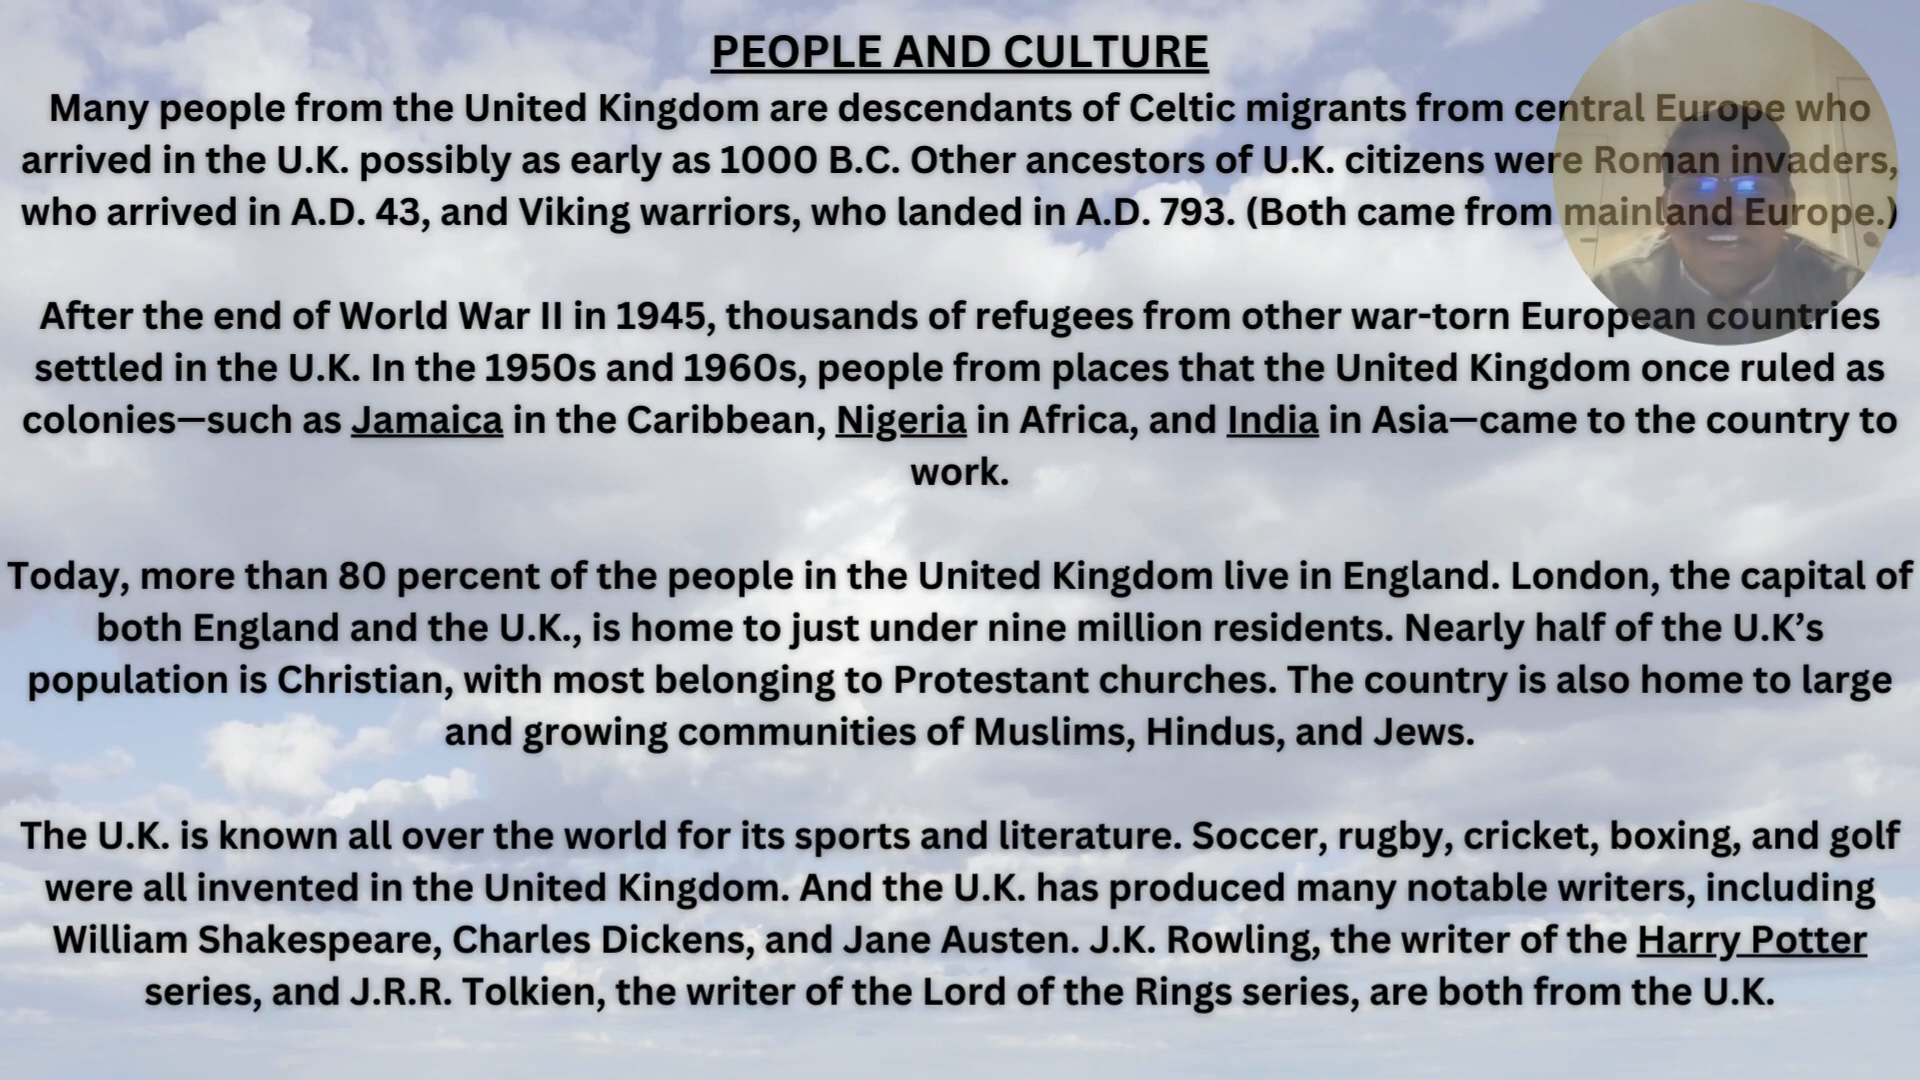 PEOPLE AND CULTURE
Many people from the United Kingdom are descendants of Celtic migrants from central Europe who
arrived in the U.K. possibly as early as 1000 B.C. Other ancestors of U.K. citizens were Roman invaders,
who arrived in A.D. 43, and Viking warriors, who landed in A.D. 793. (Both came from mainland Europe.)
After the end of World War II in 1945, thousands of refugees from other war-torn European countries
settled in the U.K. In the 1950s and 1960s, people from places that the United Kingdom once ruled as
colonies—such as Jamaica in the Caribbean, Nigeria in Africa, and India in Asia—came to the country to
work.
Today, more than 80 percent of the people in the United Kingdom live in England. London, the capital of
both England and the U.K., is home to just under nine million residents. Nearly half of the U.K’s
population is Christian, with most belonging to Protestant churches. The country is also home to large
and growing communities of Muslims, Hindus, and Jews.
The U.K. is known all over the world for its sports and literature. Soccer, rugby, cricket, boxing, and golf
were all invented in the United Kingdom. And the U.K. has produced many notable writers, including
William Shakespeare, Charles Dickens, and Jane Austen. J.K. Rowling, the writer of the Harry Potter
series, and J.R.R. Tolkien, the writer of the Lord of the Rings series, are both from the U.K.